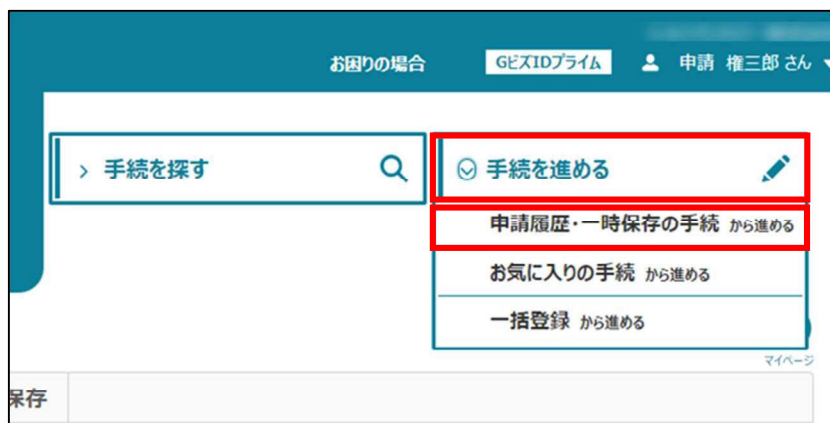 お困りの場合 GビズIDプライム 申請 権三郎 さん
手続を探す
手続を進める
申請履歴・一時保存の手続 から進める
お気に入りの手続 から進める
一括登録 から進める
マイページ
保存